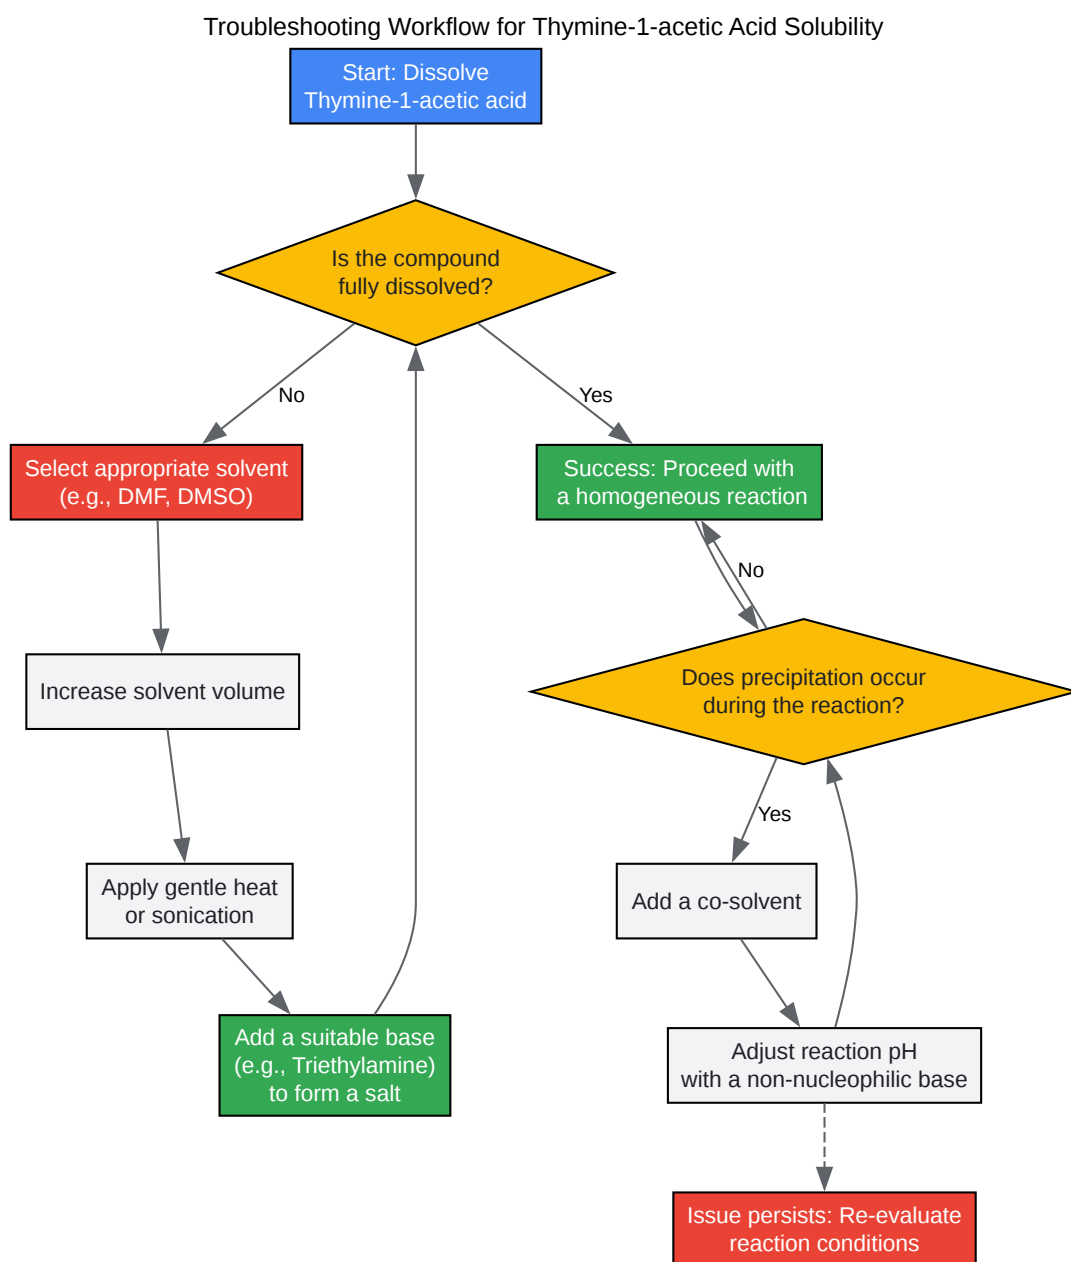 Troubleshooting Workflow for Thymine-1-acetic Acid Solubility
Start: Dissolve
Thymine-1-acetic acid
Is the compound
fully dissolved?
No
Yes
Select appropriate solvent
(e.g., DMF, DMSO)
Success: Proceed with
a homogeneous reaction
No
Increase solvent volume
Does precipitation occur
during the reaction?
Yes
Apply gentle heat
or sonication
Add a co-solvent
Add a suitable base
(e.g., Triethylamine)
to form a salt
Adjust reaction pH
with a non-nucleophilic base
Issue persists: Re-evaluate
reaction conditions